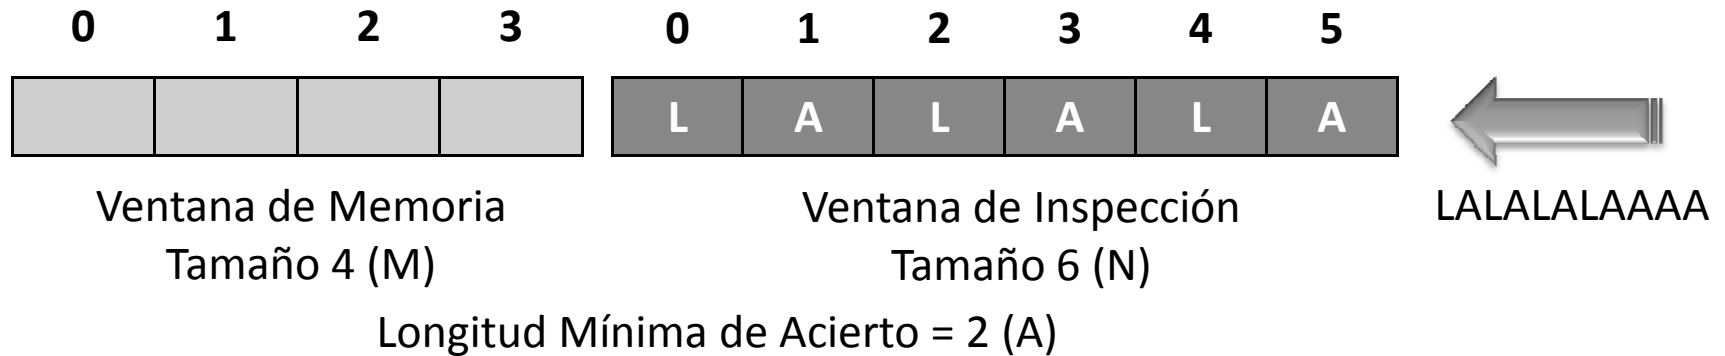 0 1 2 3 0 1 2 3 4 5
L A L A L A
Ventana de Memoria
Tamaño 4 (M)
Ventana de Inspección
Tamaño 6 (N)
LALALALAAAA
Longitud Mínima de Acierto = 2 (A)